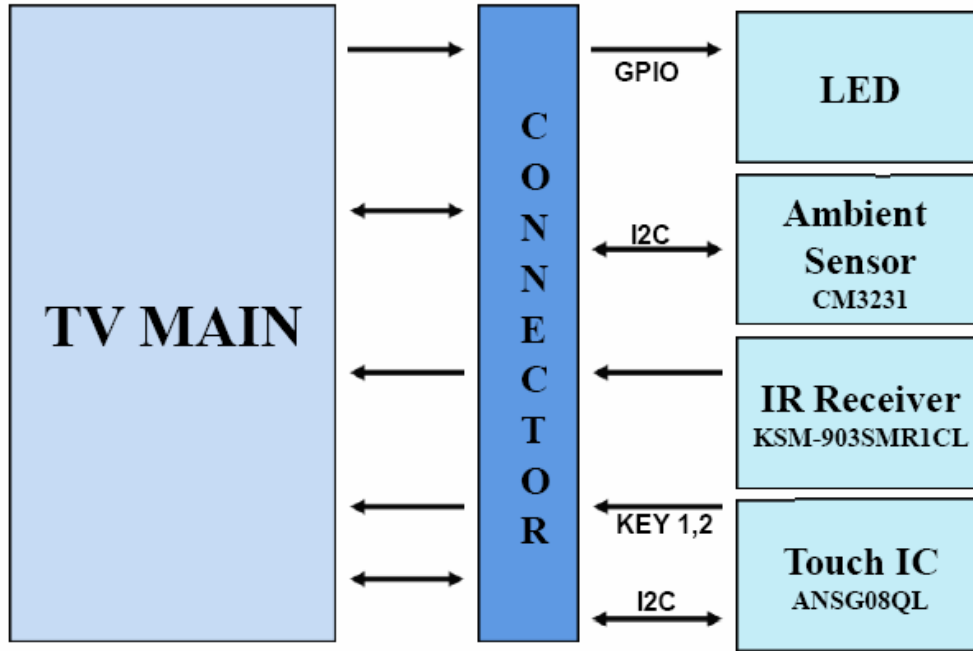 TV MAIN
CONNECTOR
GPIO
LED
I2C
Ambient
Sensor
CM3231
IR Receiver
KSM-903SMR1CL
KEY 1,2
I2C
Touch IC
ANSG08QL